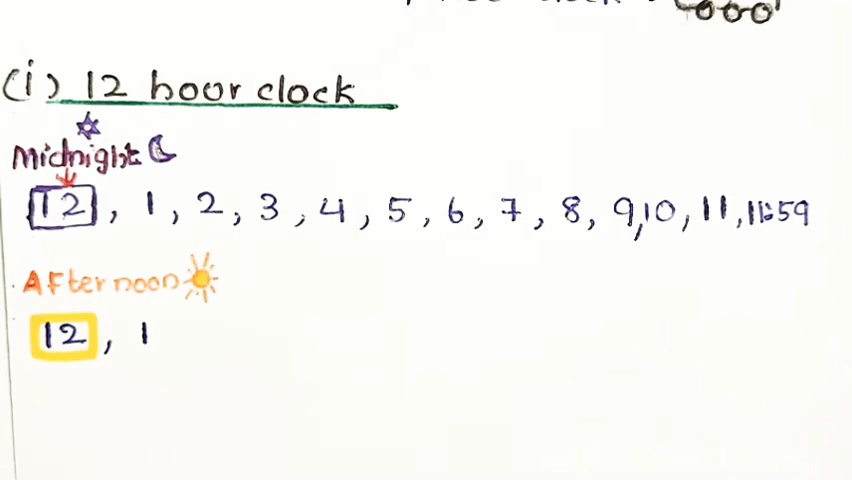 (i) 12 hour clock
Midnight
12, 1, 2, 3, 4, 5, 6, 7, 8, 9, 10, 11, 11:59
Afternoon
12, 1